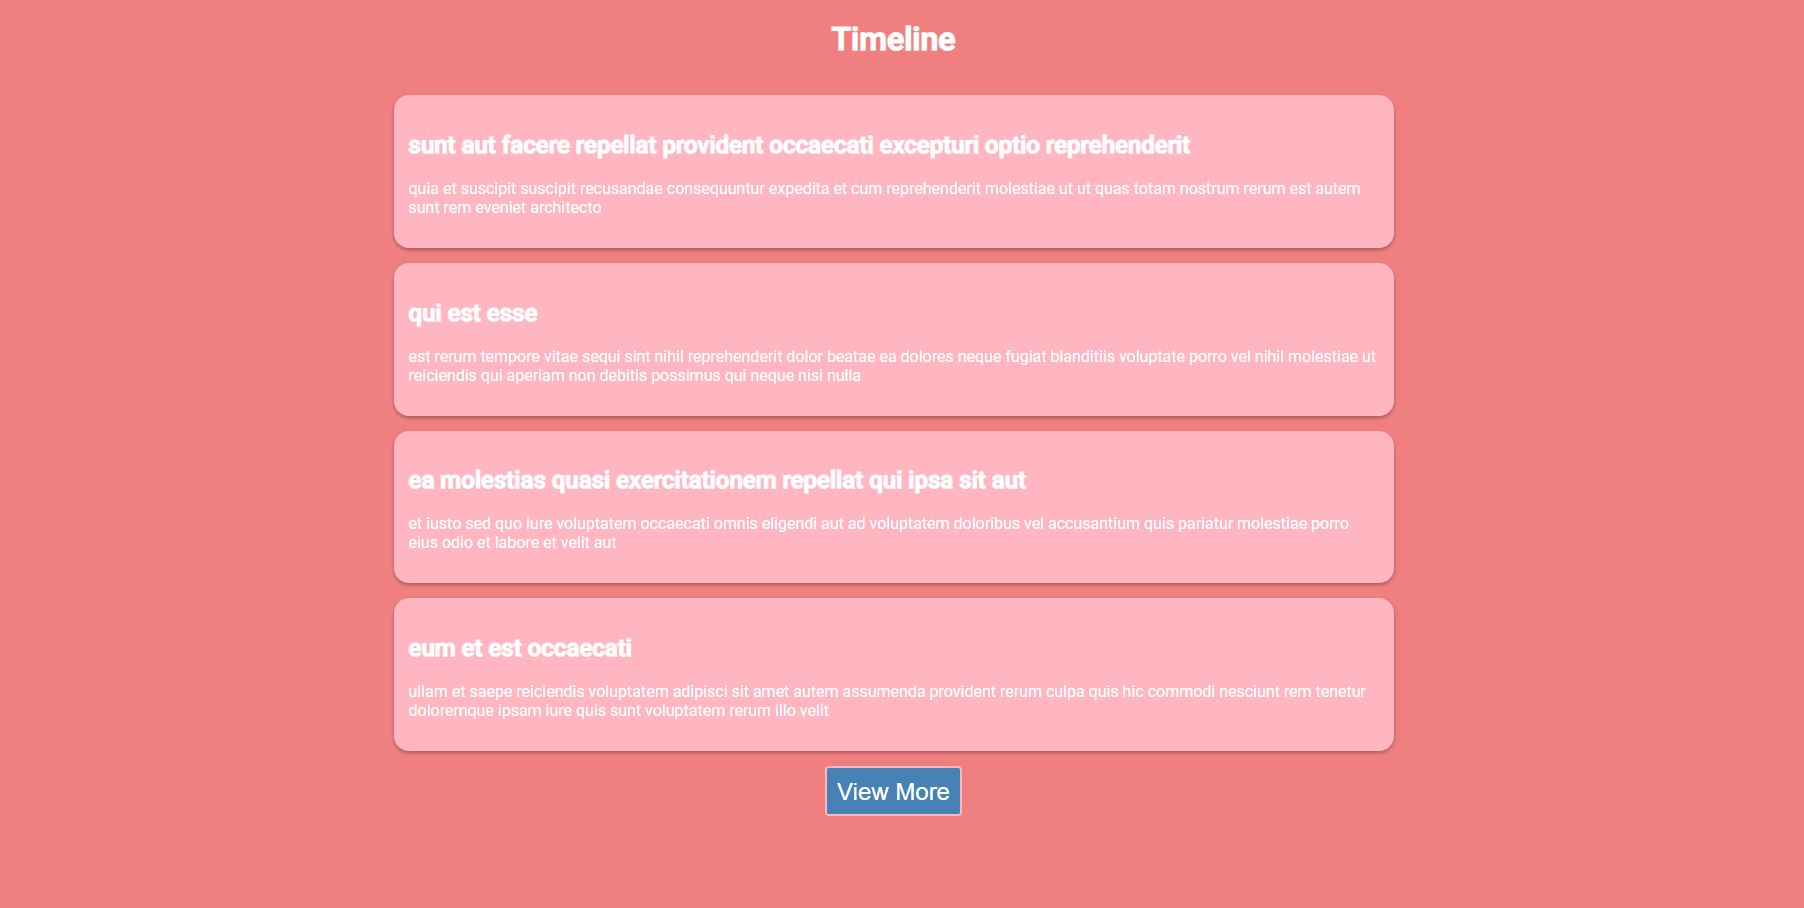 Timeline
sunt aut facere repellat provident occaecati excepturi optio reprehenderit
quia et suscipit suscipit recusandae consequuntur expedita et cum reprehenderit molestiae ut ut quas totam nostrum rerum est autem
sunt rem eveniet architecto
qui est esse
est rerum tempore vitae sequi sint nihil reprehenderit dolor beatae ea dolores neque fugiat blanditiis voluptate porro vel nihil molestiae ut
reiciendis qui aperiam non debitis possimus qui neque nisi nulla
ea molestias quasi exercitationem repellat qui ipsa sit aut
et iusto sed quo iure voluptatem occaecati omnis eligendi aut ad voluptatem doloribus vel accusantium quis pariatur molestiae porro
eius odio et labore et velit aut
eum et est occaecati
ullam et saepe reiciendis voluptatem adipisci sit amet autem assumenda provident rerum culpa quis hic commodi nesciunt rem tenetur
doloremque ipsam iure quis sunt voluptatem rerum illo velit
View More